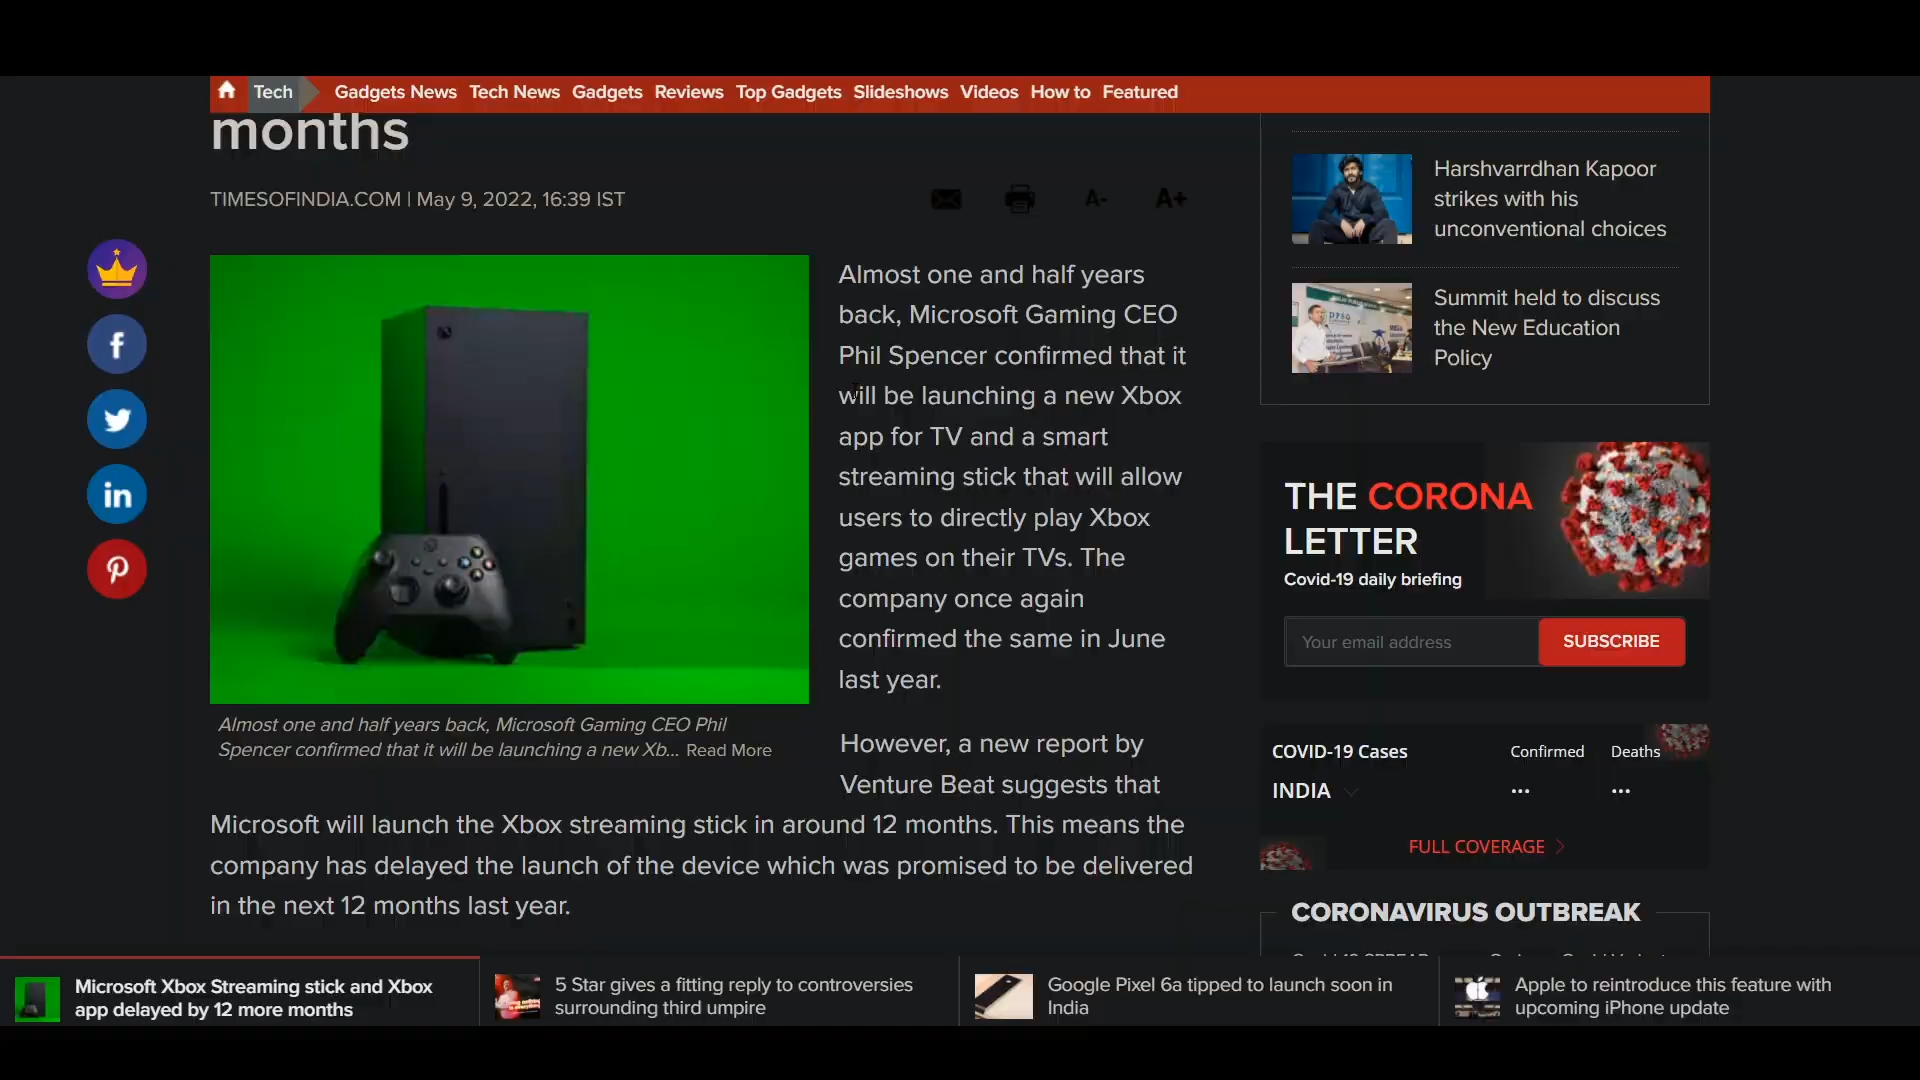 Tech
Gadgets News Tech News Gadgets Reviews Top Gadgets Slideshows Videos How to Featured
months
TIMESOFINDIA.COM | May 9, 2022, 16:39 IST
A- A+
Almost one and half years
back, Microsoft Gaming CEO
Phil Spencer confirmed that it
will be launching a new Xbox
app for TV and a smart
streaming stick that will allow
users to directly play Xbox
games on their TVs. The
company once again
confirmed the same in June
last year.
Almost one and half years back, Microsoft Gaming CEO Phil
Spencer confirmed that it will be launching a new Xb... Read More
However, a new report by
Venture Beat suggests that
Microsoft will launch the Xbox streaming stick in around 12 months. This means the
company has delayed the launch of the device which was promised to be delivered
in the next 12 months last year.
Harshvarrdhan Kapoor
strikes with his
unconventional choices
Summit held to discuss
the New Education
Policy
THE CORONA
LETTER
Covid-19 daily briefing
Your email address
SUBSCRIBE
COVID-19 Cases Confirmed Deaths
INDIA ... ...
FULL COVERAGE
CORONAVIRUS OUTBREAK
Microsoft Xbox Streaming stick and Xbox
app delayed by 12 more months
5 Star gives a fitting reply to controversies
surrounding third umpire
Google Pixel 6a tipped to launch soon in
India
Apple to reintroduce this feature with
upcoming iPhone update